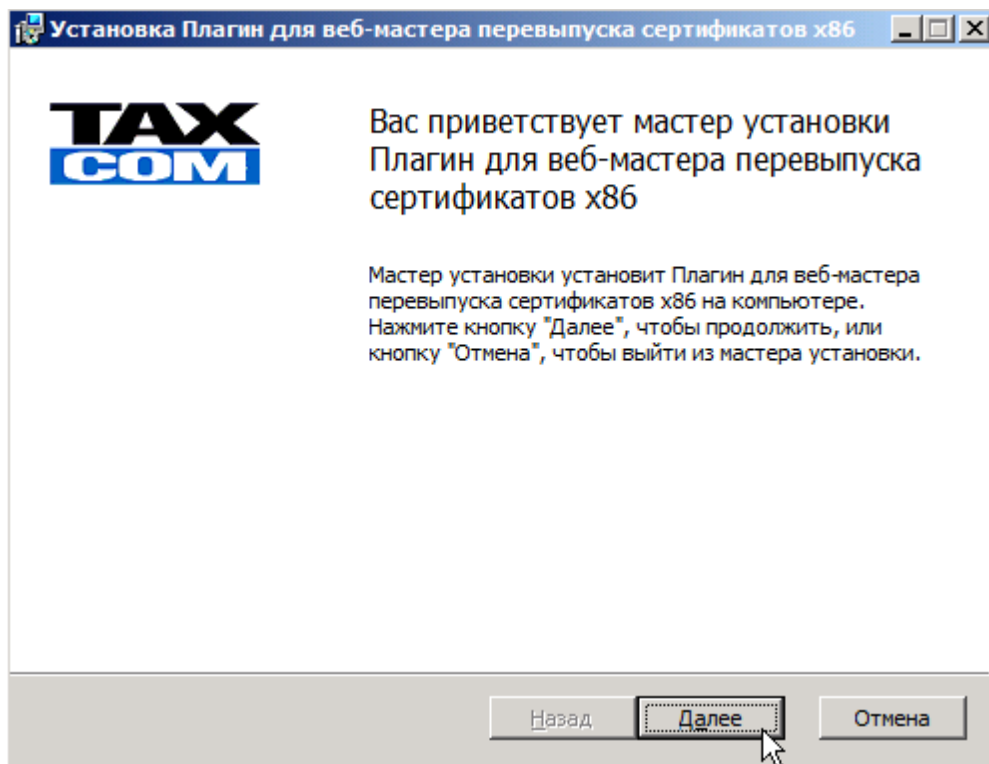 Установка Плагин для веб-мастера перевыпуска сертификатов x86
TAX
COM
Вас приветствует мастер установки
Плагин для веб-мастера перевыпуска
сертификатов x86
Мастер установки установит Плагин для веб-мастера
перевыпуска сертификатов x86 на компьютере.
Нажмите кнопку "Далее", чтобы продолжить, или
кнопку "Отмена", чтобы выйти из мастера установки.
Назад
Далее
Отмена